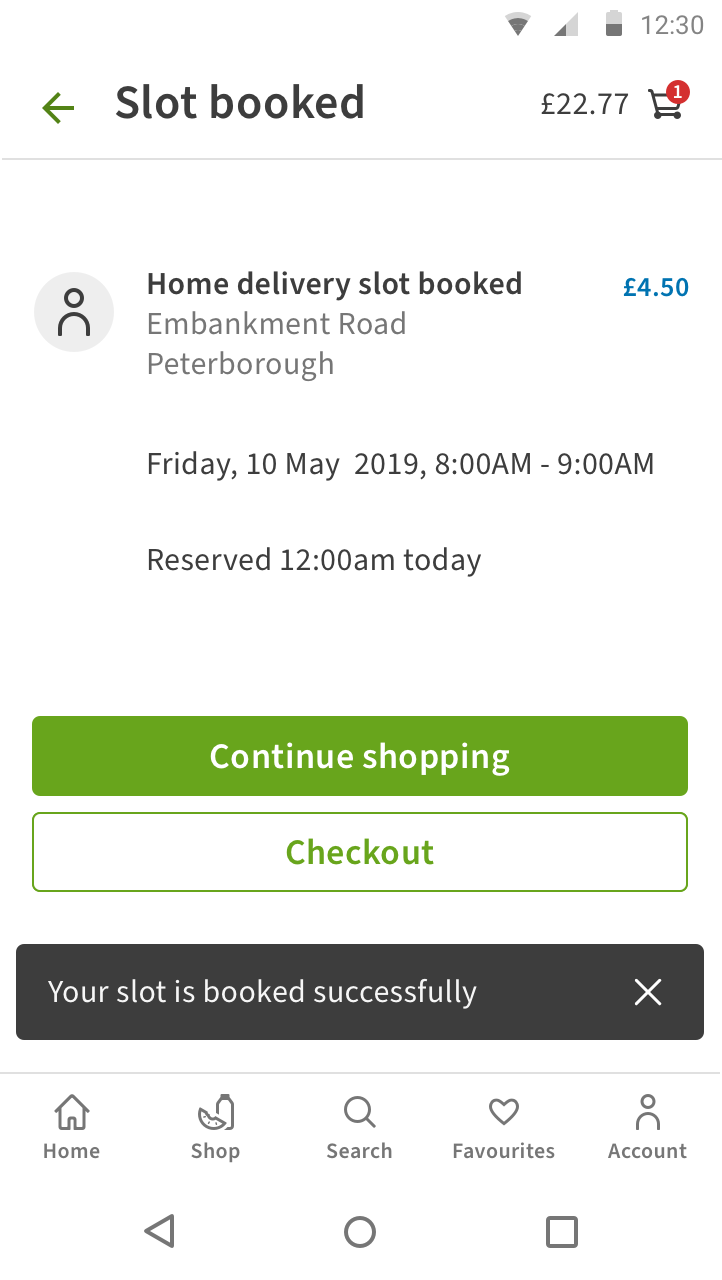 12:30
Slot booked
£22.77
1
Home delivery slot booked
£4.50
Embankment Road
Peterborough
Friday, 10 May  2019, 8:00AM - 9:00AM
Reserved 12:00am today
Continue shopping
Checkout
Your slot is booked successfully
Home
Shop
Search
Favourites
Account